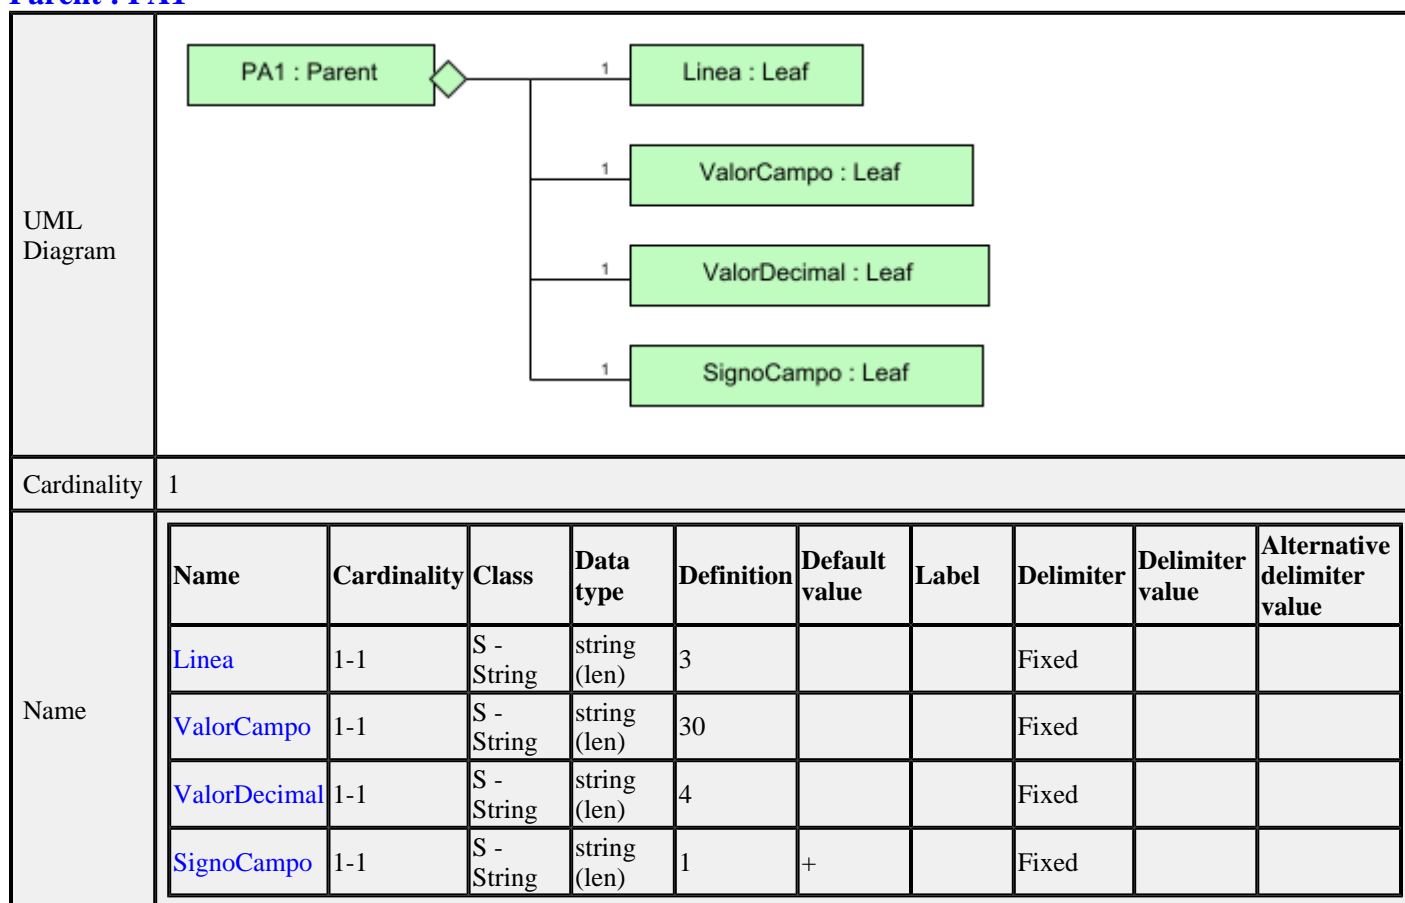 Parent : PA1
PA1 : Parent
1
Linea : Leaf
1
ValorCampo : Leaf
UML
Diagram
1
ValorDecimal : Leaf
1
SignoCampo : Leaf
Cardinality 1
Name
Name Cardinality Class Data type Definition Default value Label Delimiter Delimiter value Alternative delimiter value
Linea 1-1 S - String string (len) 3 Fixed
ValorCampo 1-1 S - String string (len) 30 Fixed
ValorDecimal 1-1 S - String string (len) 4 Fixed
SignoCampo 1-1 S - String string (len) 1 + Fixed